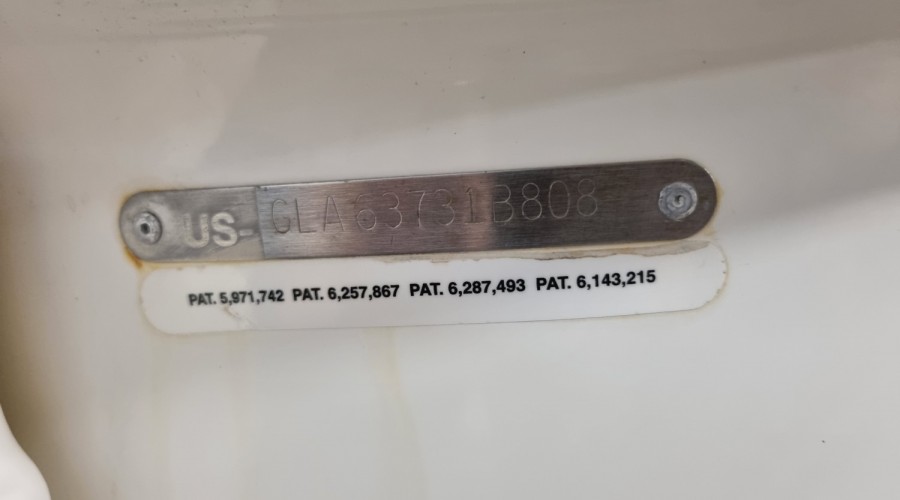 US-GLA63731B808
PAT. 5,971,742 PAT. 6,257,867 PAT. 6,287,493 PAT. 6,143,215